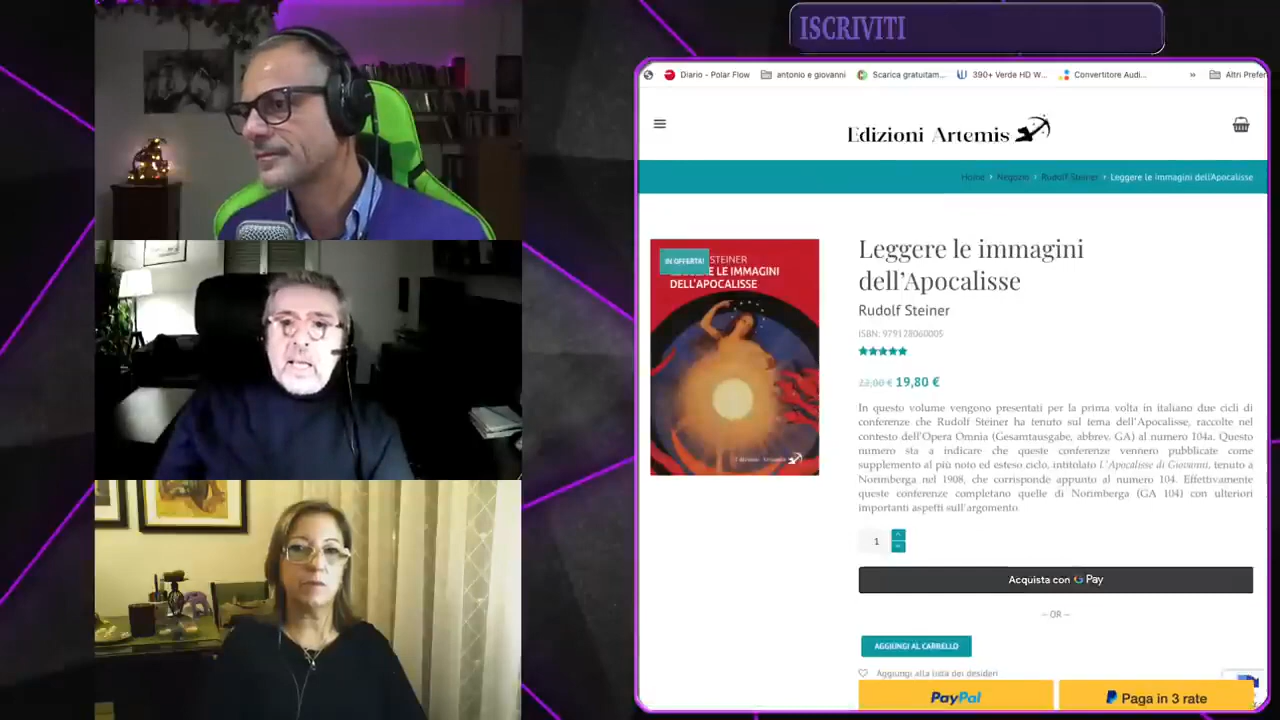 ISCRIVITI
Diario - Polar Flow
antonio e giovanni
Scarica gratuitam...
390+ Verde HD W...
Convertitore Audi...
»
Altri Prefer
Edizioni Artemis
Home › Negozio › Rudolf Steiner › Leggere le immagini dell'Apocalisse
IN OFFERTA!
STEINER
LE IMMAGINI
DELL'APOCALISSE
Edizioni Artemis
Leggere le immagini
dell'Apocalisse
Rudolf Steiner
ISBN: 979128060005
22,00 € 19,80 €
In questo volume vengono presentati per la prima volta in italiano due cicli di
conferenze che Rudolf Steiner ha tenuto sul tema dell'Apocalisse, raccolte nel
contesto dell'Opera Omnia (Gesamtausgabe, abbrev. GA) al numero 104a. Questo
numero sta a indicare che queste conferenze vennero pubblicate come
supplemento al più noto ed esteso ciclo, intitolato L'Apocalisse di Giovanni, tenuto a
Norimberga nel 1908, che corrisponde appunto al numero 104. Effettivamente
queste conferenze completano quelle di Norimberga (GA 104) con ulteriori
importanti aspetti sull'argomento
1
Acquista con G Pay
— OR —
AGGIUNGI AL CARRELLO
Aggiungi alla lista dei desideri
PayPal
Paga in 3 rate